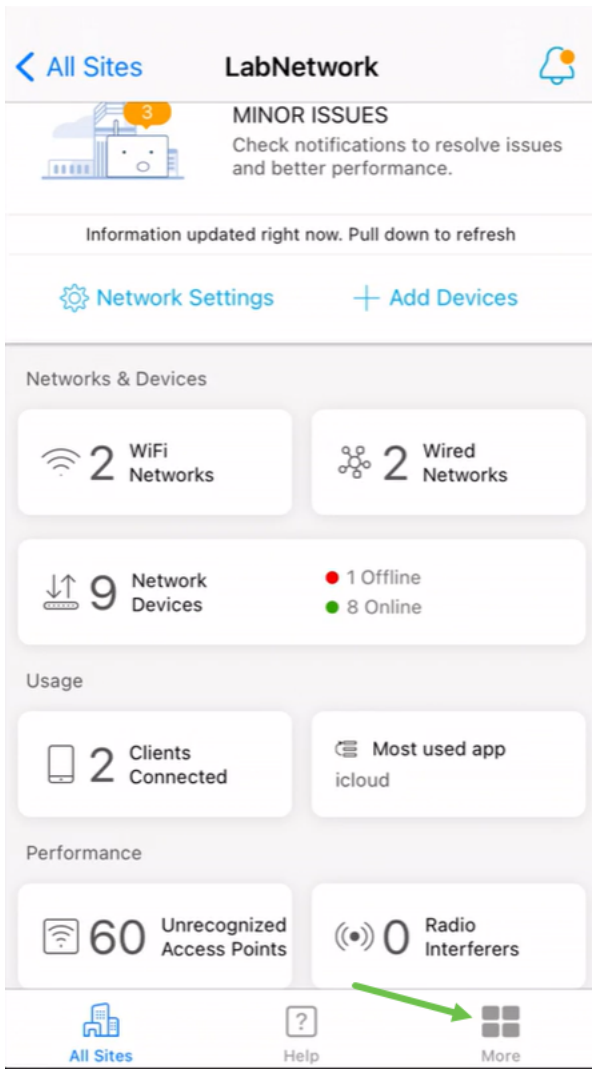 All Sites
LabNetwork
3
MINOR ISSUES
Check notifications to resolve issues
and better performance.
Information updated right now. Pull down to refresh
Network Settings
Add Devices
Networks & Devices
2 WiFi
Networks
2 Wired
Networks
9 Network
Devices
1 Offline
8 Online
Usage
2 Clients
Connected
Most used app
icloud
Performance
60 Unrecognized
Access Points
0 Radio
Interferers
?
All Sites
Help
More